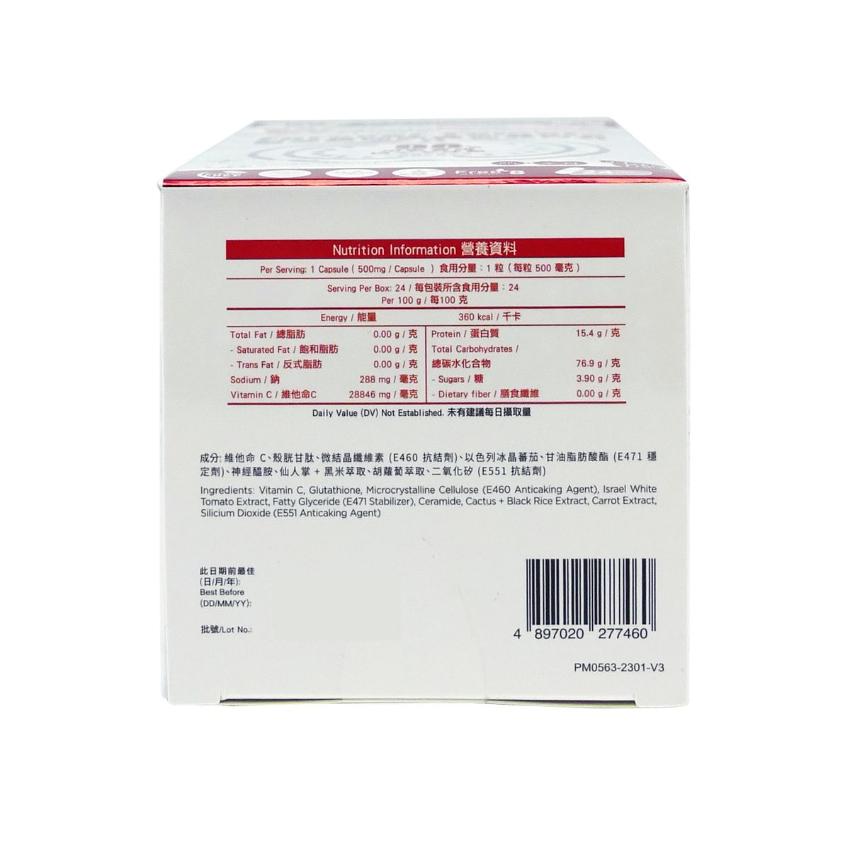 Nutrition Information 營養資料
Per Serving: 1 Capsule ( 500mg / Capsule ) 食用分量：1 粒 (每粒 500 毫克)
Serving Per Box: 24 / 每包裝所含食用分量：24
Per 100 g / 每100 克
Energy / 能量 360 kcal / 千卡
Total Fat / 總脂肪 0.00 g / 克
- Saturated Fat / 飽和脂肪 0.00 g / 克
- Trans Fat / 反式脂肪 0.00 g / 克
Sodium / 鈉 288 mg / 毫克
Vitamin C / 維他命C 28846 mg / 毫克
Protein / 蛋白質 15.4 g / 克
Total Carbohydrates /
總碳水化合物 76.9 g / 克
- Sugars / 糖 3.90 g / 克
- Dietary fiber / 膳食纖維 0.00 g / 克
Daily Value (DV) Not Established. 未有建議每日攝取量
成分: 維他命 C、殼胱甘肽、微結晶纖維素 (E460 抗結劑)、以色列冰晶蕃茄、甘油脂肪酸酯 (E471 穩
定劑)、神經醯胺、仙人掌 + 黑米萃取、胡蘿蔔萃取、二氧化矽 (E551 抗結劑)
Ingredients: Vitamin C, Glutathione, Microcrystalline Cellulose (E460 Anticaking Agent), Israel White
Tomato Extract, Fatty Glyceride (E471 Stabilizer), Ceramide, Cactus + Black Rice Extract, Carrot Extract,
Silicium Dioxide (E551 Anticaking Agent)
此日期前最佳
(日/月/年):
Best Before
(DD/MM/YY):
批號/Lot No.:
4 897020 277460
PM0563-2301-V3